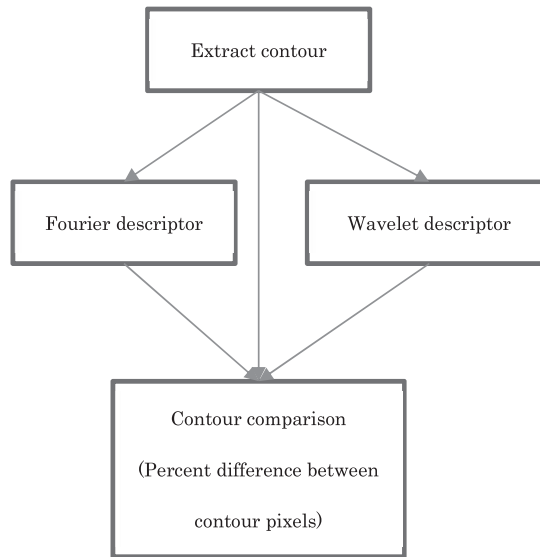 Extract contour
Fourier descriptor
Wavelet descriptor
Contour comparison
(Percent difference between
contour pixels)